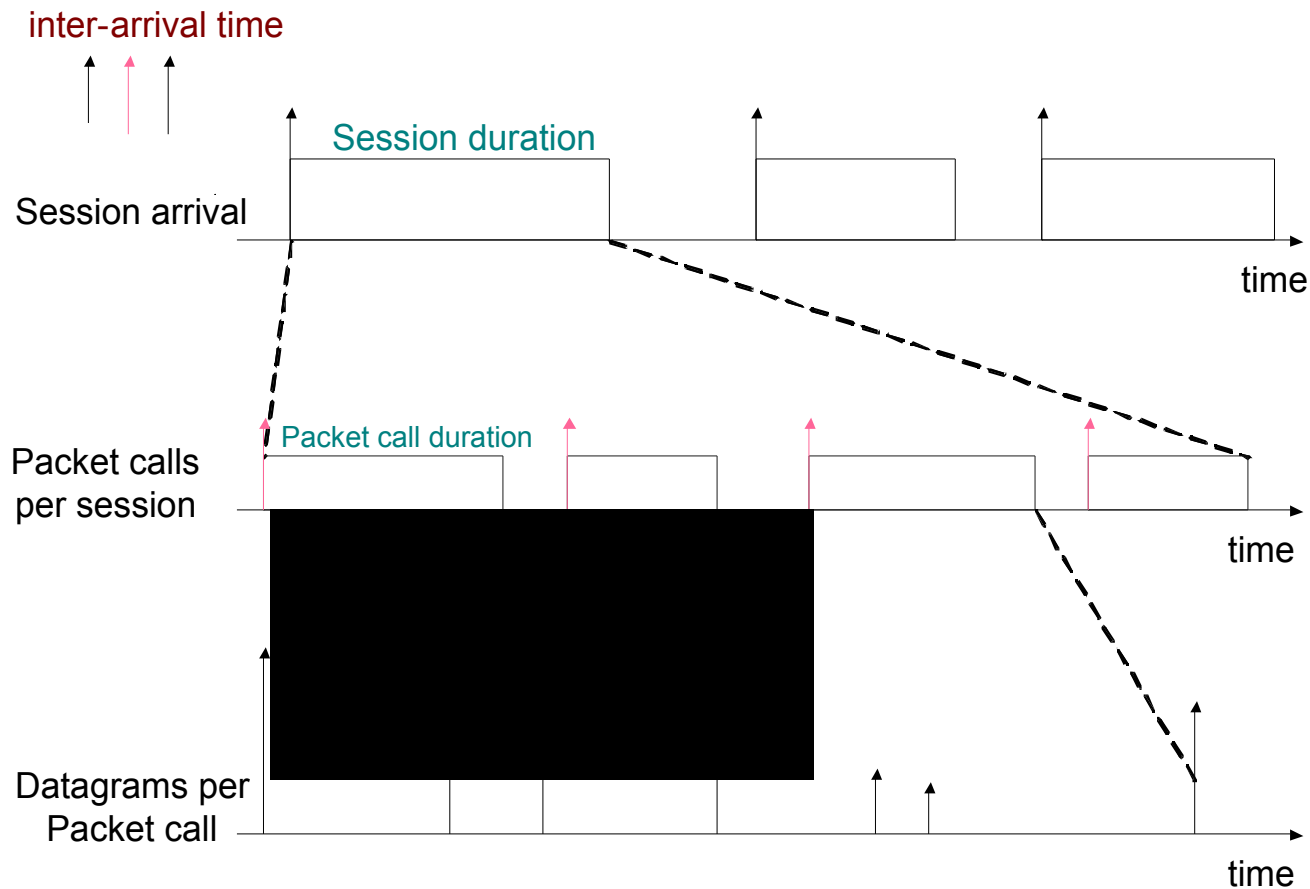 inter-arrival time
Session duration
Session arrival
time
Packet call duration
Packet calls
per session
time
Datagrams per
Packet call
time